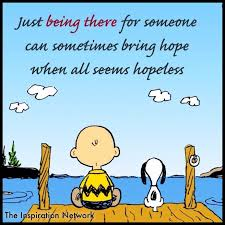 Just being there for someone
can sometimes bring hope
when all seems hopeless
The Inspiration Network